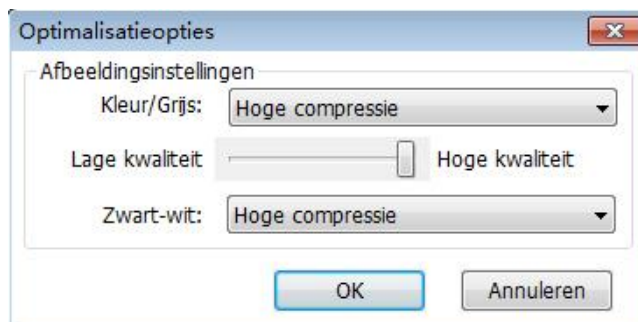 Optimalisatieopties
Afbeeldingsinstellingen
Kleur/Grijs: Hoge compressie
Lage kwaliteit Hoge kwaliteit
Zwart-wit: Hoge compressie
OK Annuleren